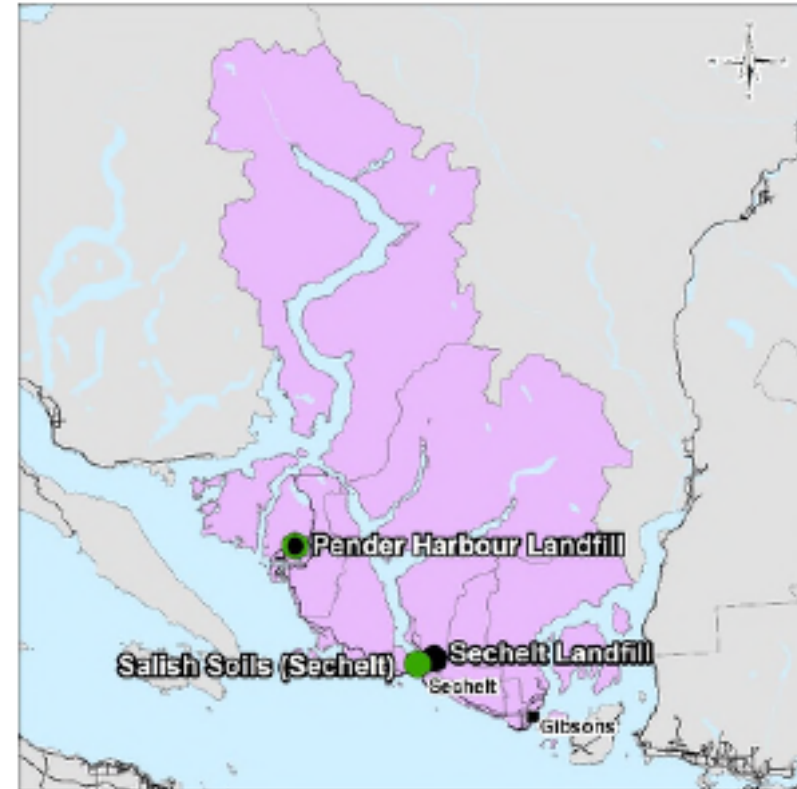 Pender Harbour Landfill
Sechelt Landfill
Salish Soils (Sechelt)
Sechelt
Gibsons